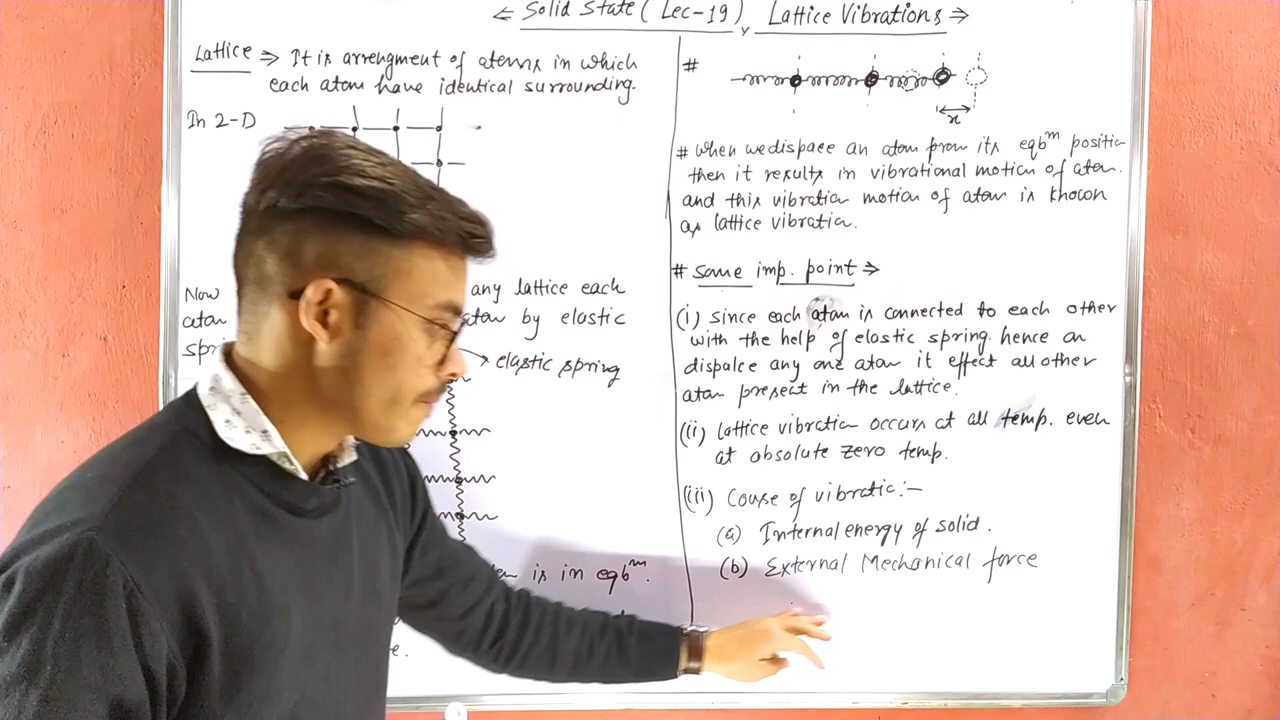 ⇐ Solid State (Lec-19), Lattice Vibrations ⇒
Lattice ⇒ It is arrengment of atems in which
each atom have identical surrounding.
In 2-D
Now any lattice each
atom atom by elastic
spri
elastic spring
is in eqbᵐ.
e.
#
x
# when we dispace an atom from its eqbᵐ position
then it results in vibrational motion of atom.
and this vibration motion of atom is known
as lattice vibration.
# some imp. point ⇒
(i) since each atom is connected to each other
with the help of elastic spring. hence on
dispalce any one atom it effect all other
atom present in the lattice.
(ii) lattice vibration occurs at all temp. even
at absolute zero temp.
(iii) Couse of vibratic:-
(a) Internal energy of solid.
(b) External Mechanical force